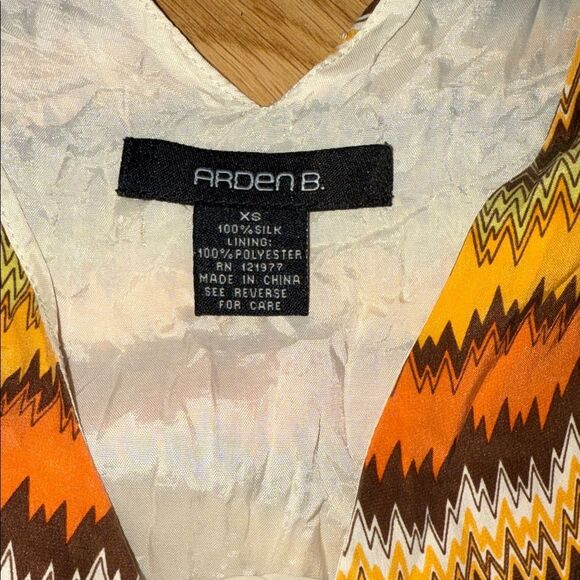 ARDen B.
XS
100% SILK
LINING:
100% POLYESTER
RN 121977
MADE IN CHINA
SEE REVERSE
FOR CARE